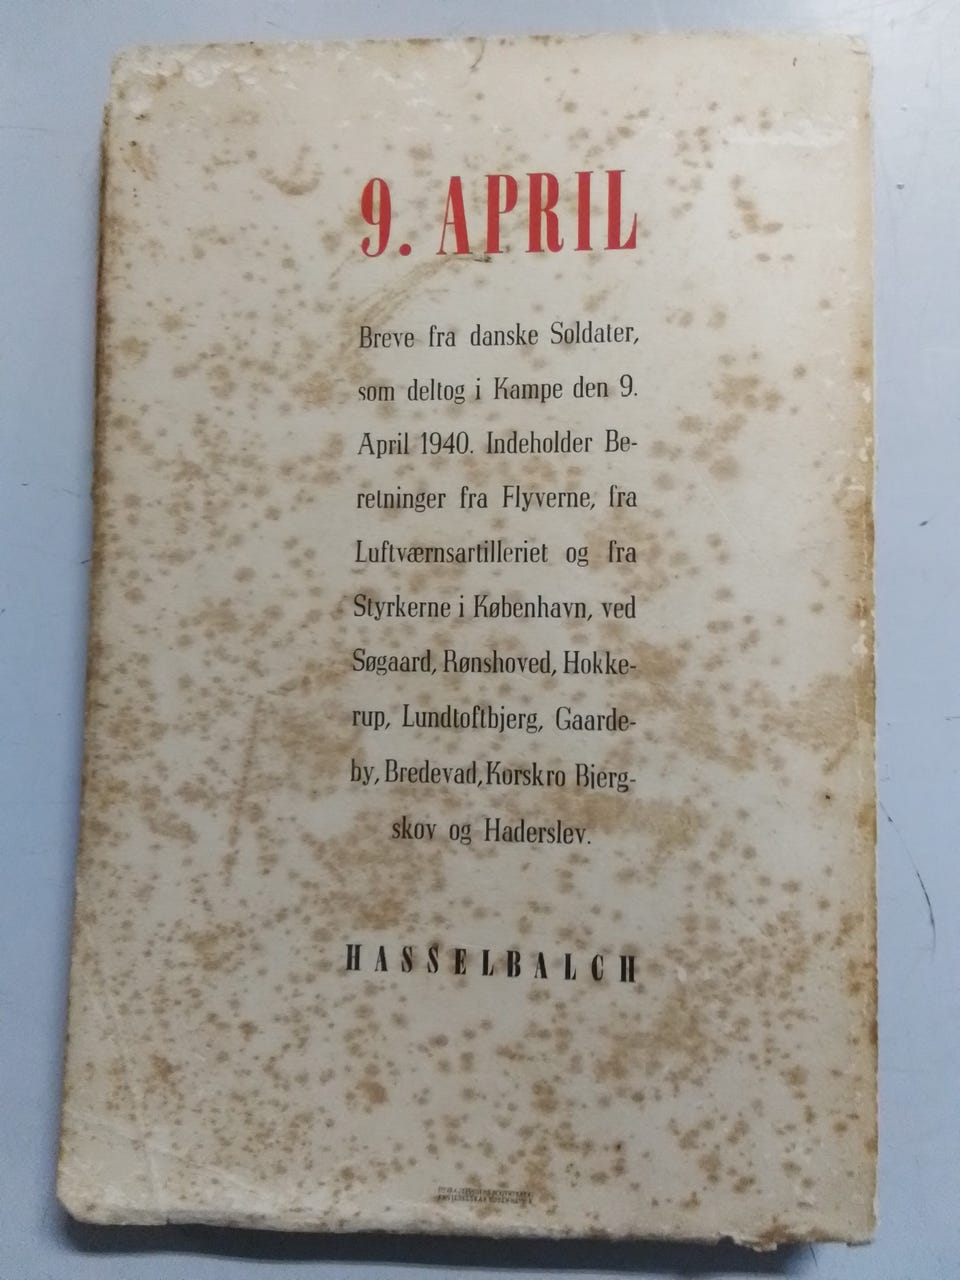 9. APRIL
Breve fra danske Soldater,
som deltog i Kampe den 9.
April 1940. Indeholder Be-
retninger fra Flyverne, fra
Luftværnsartilleriet og fra
Styrkerne i København, ved
Søgaard, Rønshoved, Hokke-
rup, Lundtoftbjerg, Gaarde-
by, Bredevad, Korskro Bjerg-
skov og Haderslev.
HASSELBALCH